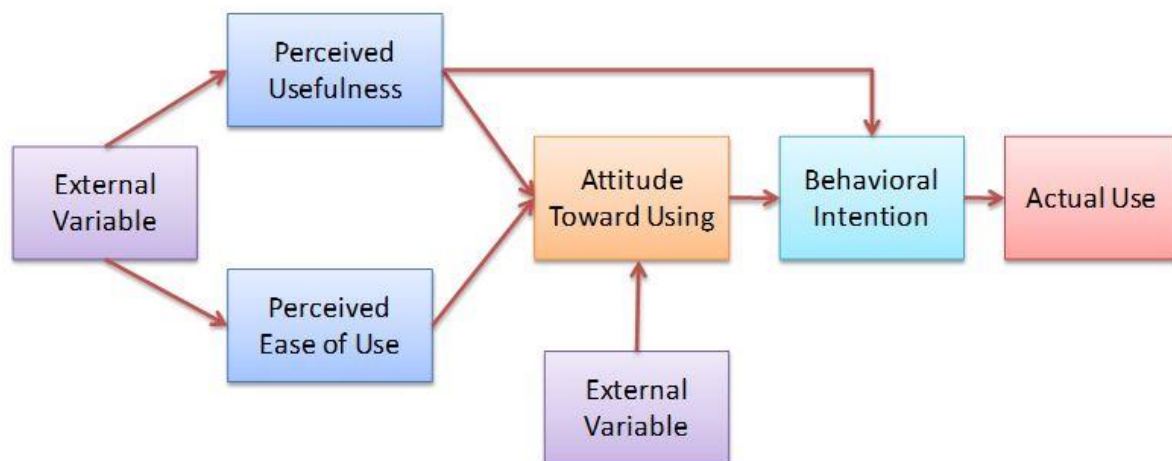 Perceived
Usefulness
External
Variable
Perceived
Ease of Use
Attitude
Toward Using
External
Variable
Behavioral
Intention
Actual Use